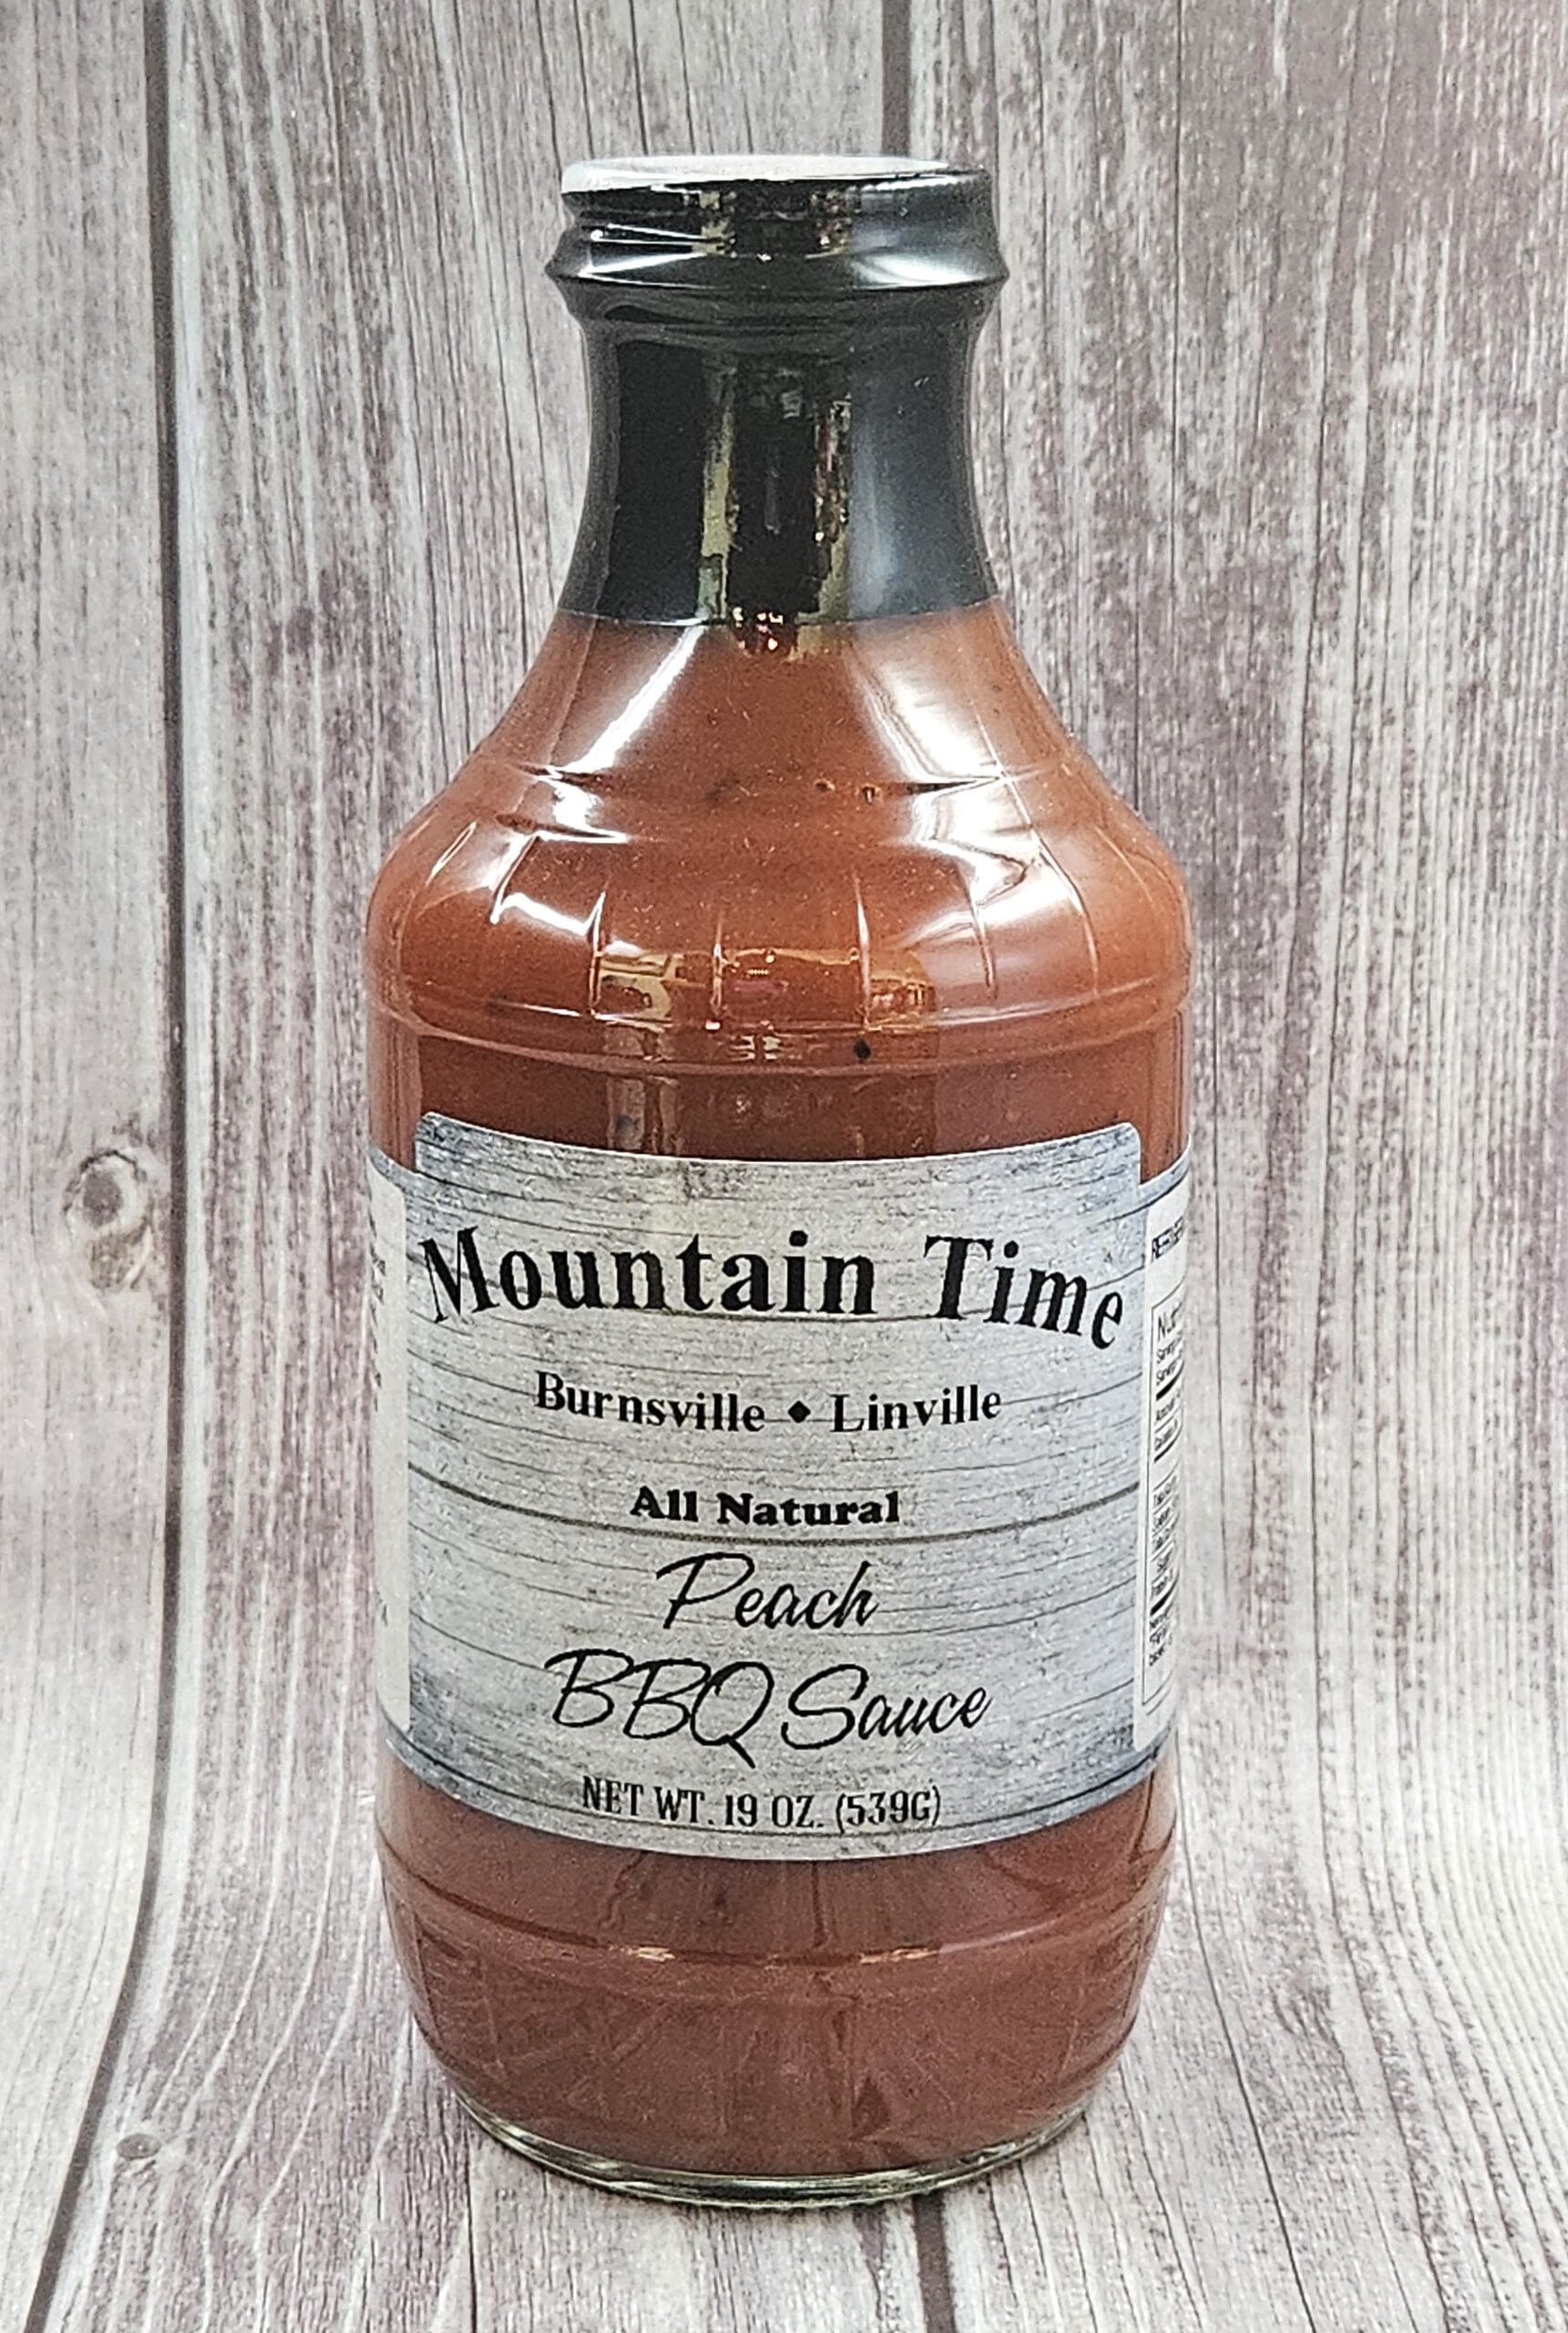 Mountain Time
Burnsville ♦ Linville
All Natural
Peach
BBQ Sauce
NET WT. 19 OZ. (539G)